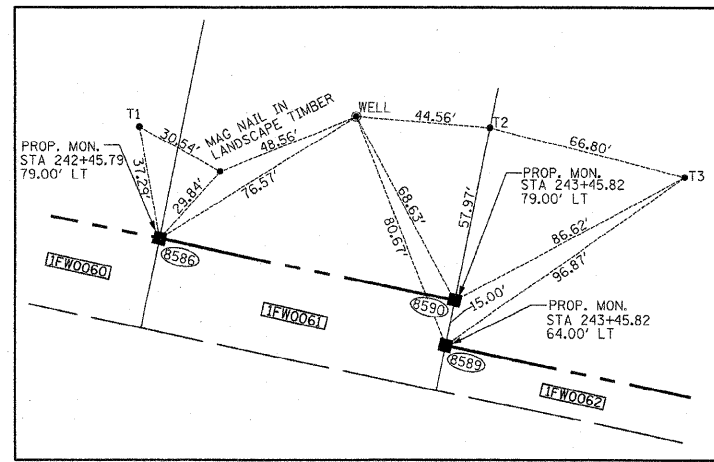 WELL
T1
30.54-
MAG NAIL IN
LANDSCAPE TIMBER
44.56'
T2
66.80'
T3
48.56'
PROP. MON.
STA 242+45.79
79.00' LT
37.29'
29.84'
76.57'
68.63'
80.67'
57.97'
PROP. MON.
STA 243+45.82
79.00' LT
86.62'
96.87'
8586
1FW0060
1FW0061
8590
15.00'
PROP. MON.
STA 243+45.82
64.00' LT
8589
1FW0062